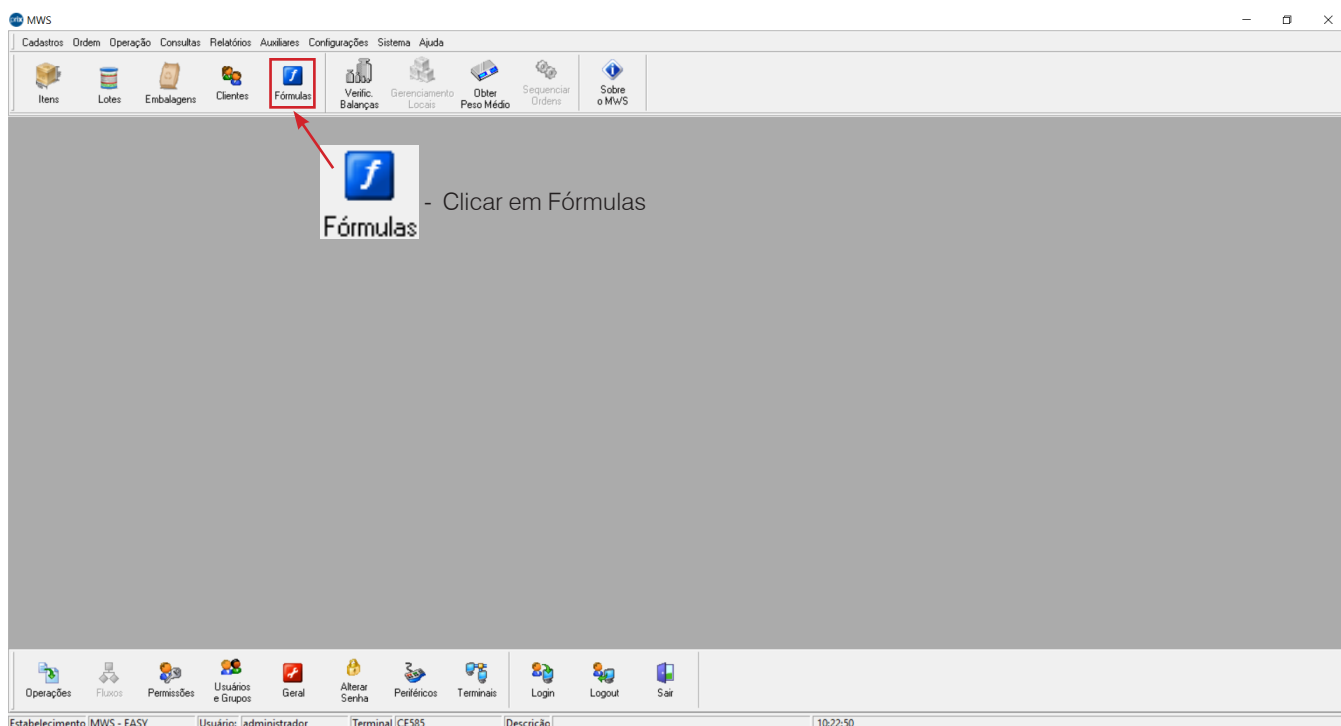 prix MWS
Cadastros Ordem Operação Consultas Relatórios Auxiliares Configurações Sistema Ajuda
Itens Lotes Embalagens Clientes Fórmulas Verific. Balanças Gerenciamento Locais Obter Peso Médio Sequenciar Ordens Sobre o MWS
Fórmulas - Clicar em Fórmulas
Operações Fluxos Permissões Usuários e Grupos Geral Alterar Senha Periféricos Terminais Login Logout Sair
Estabelecimento MWS - EASY Usuário: administrador Terminal CE585 Descrição 10:22:50